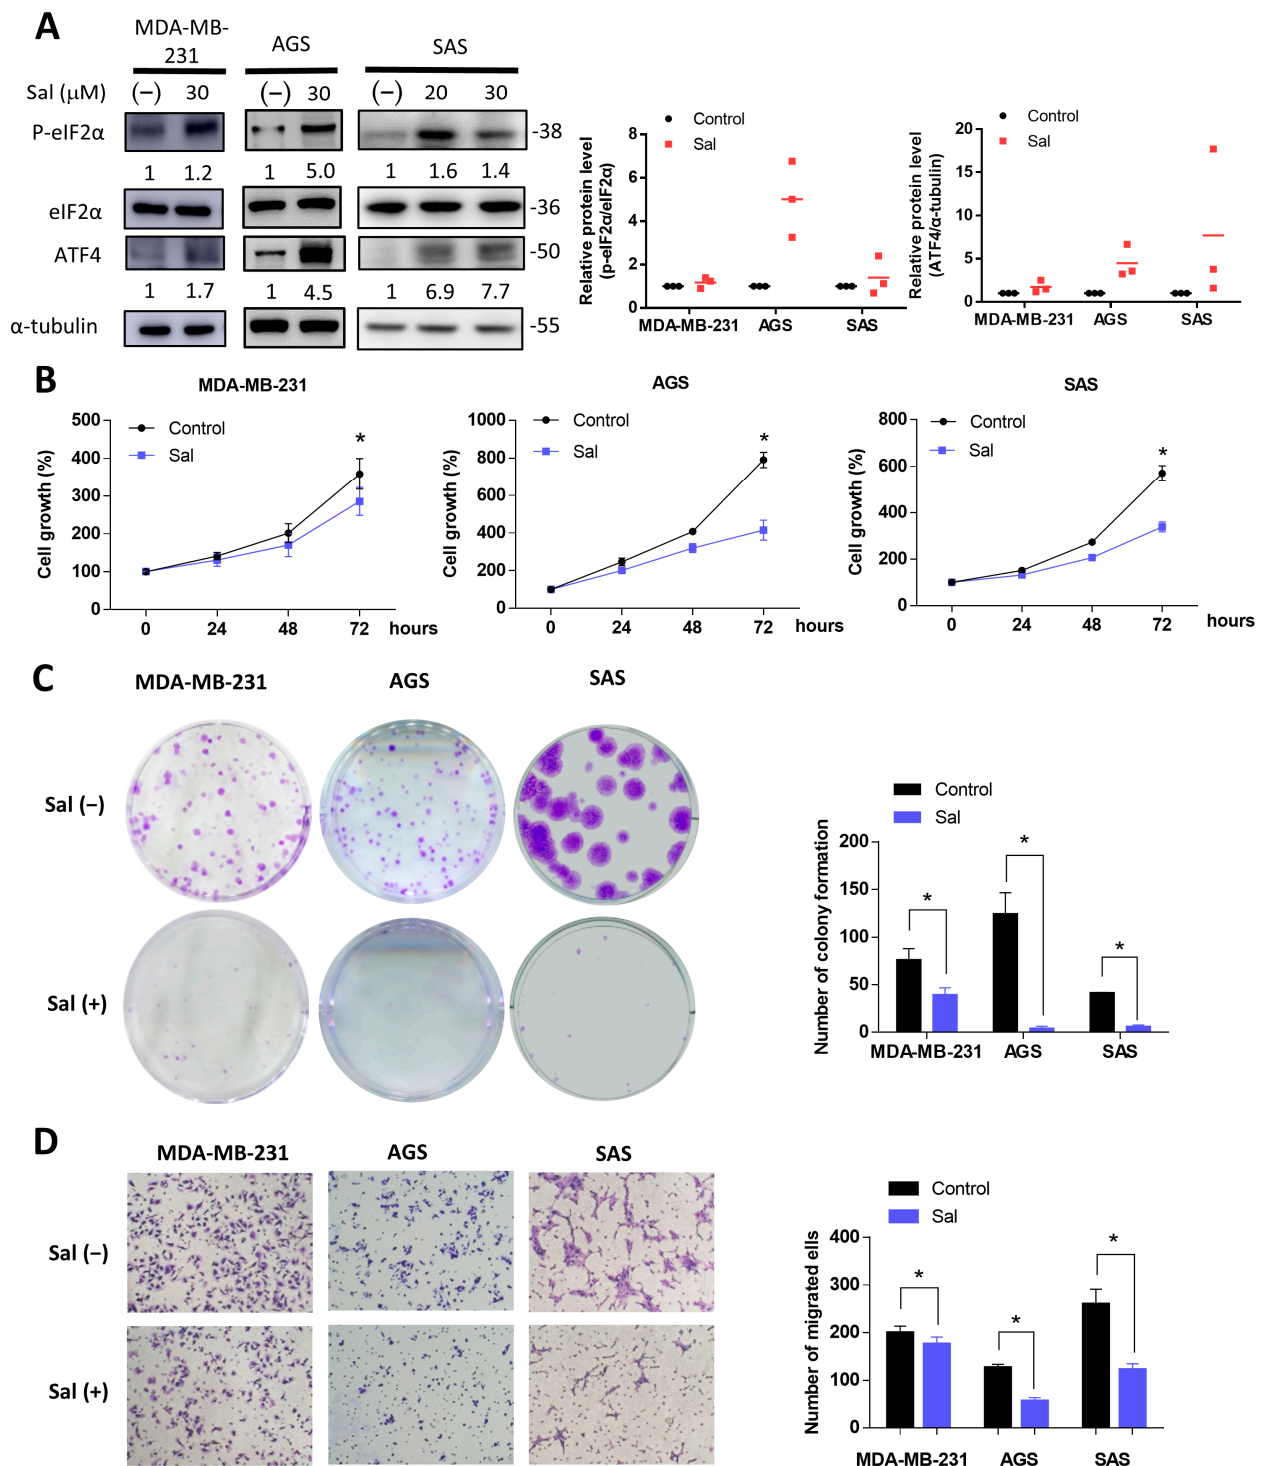 A
MDA-MB-
231
AGS
SAS
Sal (μM)
(–)
30
(–)
30
(–)
20
30
P-eIF2α
-38
1
1.2
1
5.0
1
1.6
1.4
eIF2α
-36
ATF4
-50
1
1.7
1
4.5
1
6.9
7.7
α-tubulin
-55
Control
Sal
Relative protein level
(p-eIF2α/eIF2α)
8
6
4
2
0
MDA-MB-231
AGS
SAS
Control
Sal
Relative protein level
(ATF4/α-tubulin)
20
15
10
5
0
MDA-MB-231
AGS
SAS
B
MDA-MB-231
Control
Sal
*
Cell growth (%)
500
400
300
200
100
0
0
24
48
72
hours
AGS
Control
Sal
*
Cell growth (%)
1000
800
600
400
200
0
0
24
48
72
hours
SAS
Control
Sal
*
Cell growth (%)
800
600
400
200
0
0
24
48
72
hours
C
MDA-MB-231
AGS
SAS
Sal (–)
Sal (+)
Control
Sal
Number of colony formation
200
150
100
50
0
*
*
*
MDA-MB-231
AGS
SAS
D
MDA-MB-231
AGS
SAS
Sal (–)
Sal (+)
Control
Sal
Number of migrated ells
400
300
200
100
0
*
*
*
MDA-MB-231
AGS
SAS